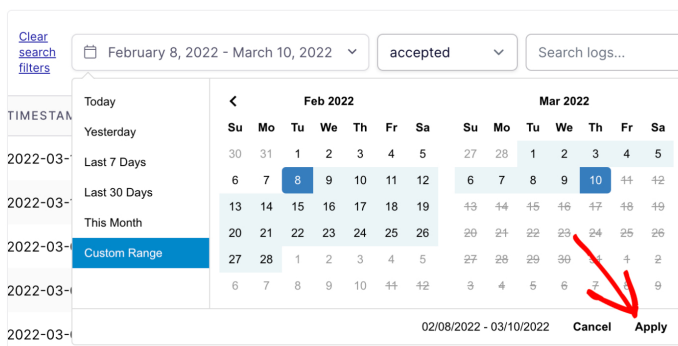 Clear
search
filters
February 8, 2022 - March 10, 2022
accepted
Search logs...
TIMESTAM
2022-03-
2022-03-
2022-03-
2022-03-
2022-03-
Today
Yesterday
Last 7 Days
Last 30 Days
This Month
Custom Range
Feb 2022
Su Mo Tu We Th Fr Sa
30 31 1 2 3 4 5
6 7 8 9 10 11 12
13 14 15 16 17 18 19
20 21 22 23 24 25 26
27 28 1 2 3 4 5
6 7 8 9 10 11 12
Mar 2022
Su Mo Tu We Th Fr Sa
27 28 1 2 3 4 5
6 7 8 9 10 11 12
13 14 15 16 17 18 19
20 21 22 23 24 25 26
27 28 29 30 31 1 2
3 4 5 6 7 8 9
02/08/2022 - 03/10/2022 Cancel Apply